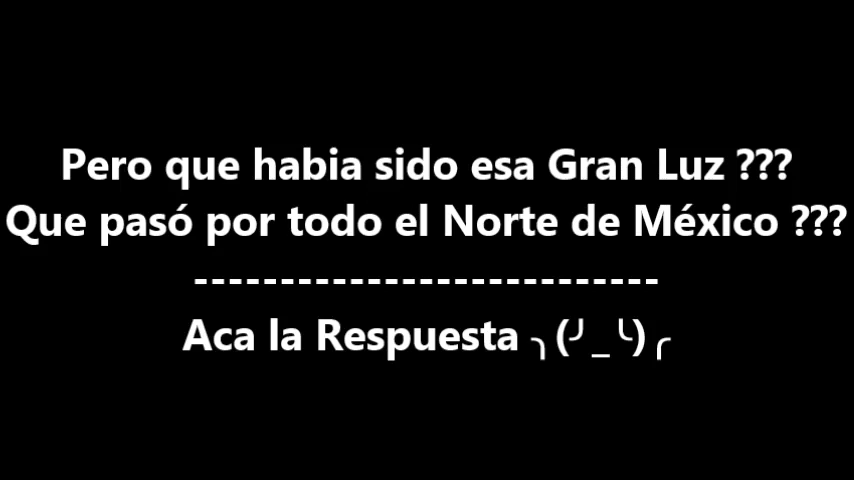 Pero que habia sido esa Gran Luz ???
Que pasó por todo el Norte de México ???
---------------------------
Aca la Respuesta ╮(╯_╰)╭